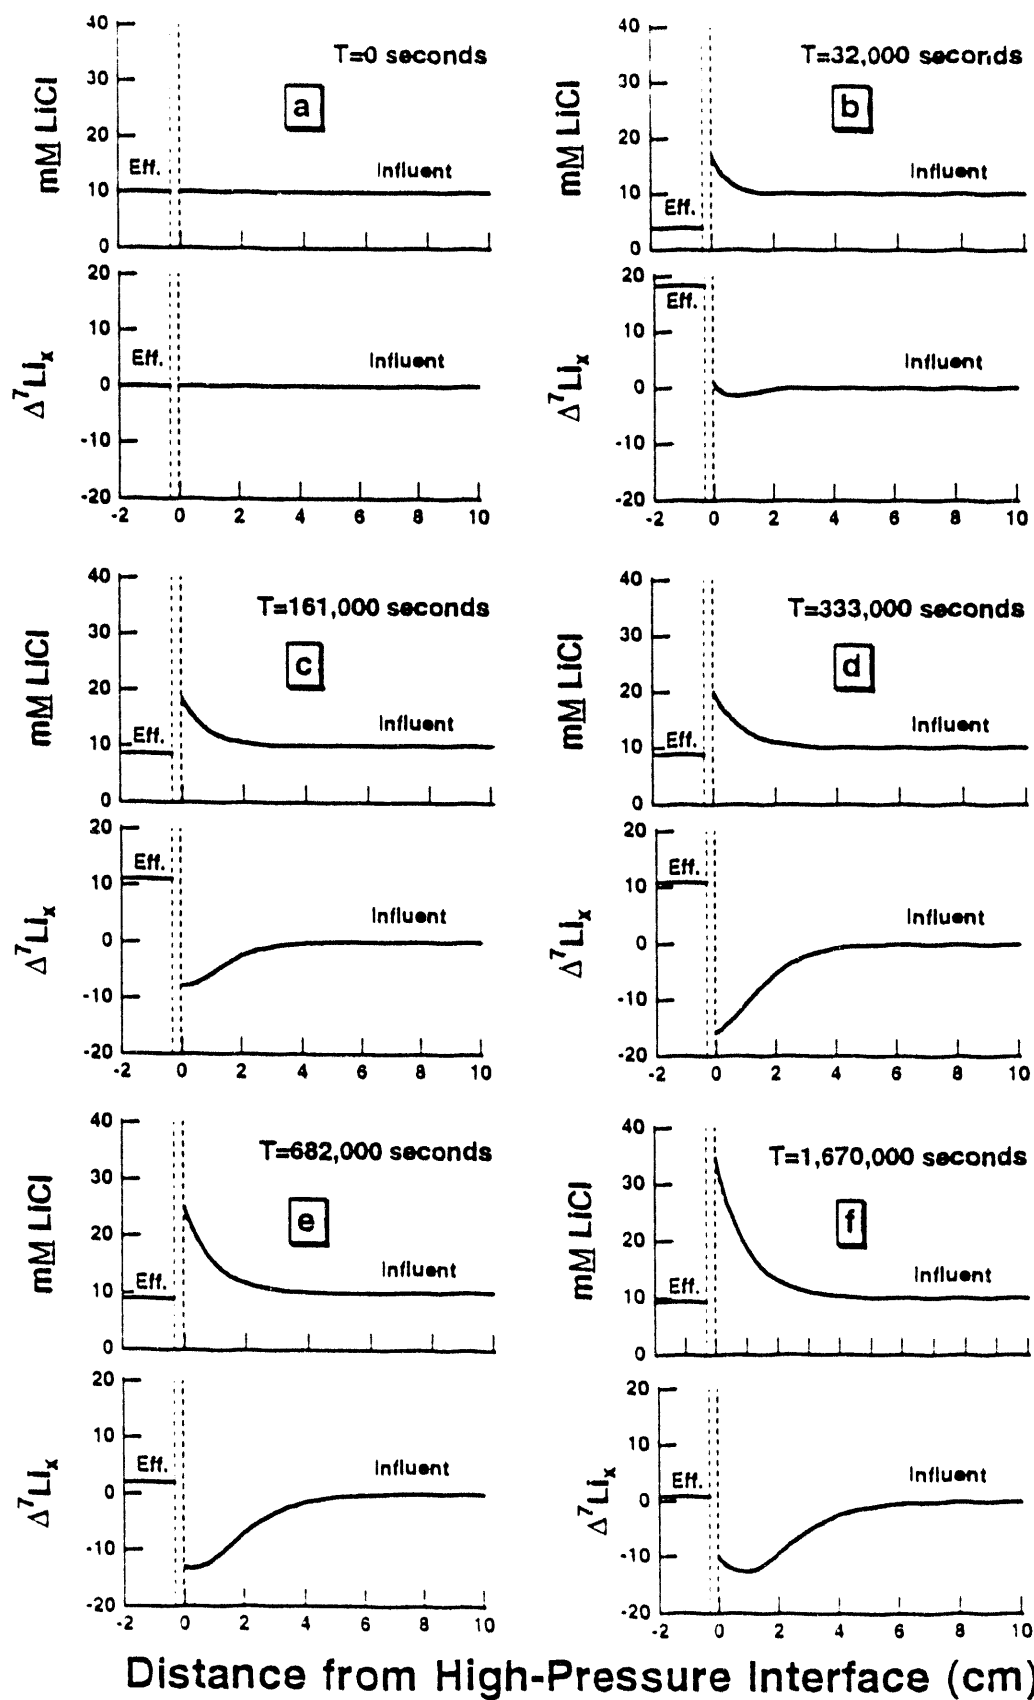 40
T=0 seconds
30
a
mM LiCl
20
Eff.
Influent
10
0
20
10
Eff.
Influent
Δ⁷Liₓ
0
-10
-20
-2 0 2 4 6 8 10
40
T=32,000 seconds
30
b
mM LiCl
20
Influent
10
Eff.
0
20
Eff.
10
Influent
Δ⁷Liₓ
0
-10
-20
-2 0 2 4 6 8 10
40
T=161,000 seconds
30
c
mM LiCl
20
Influent
Eff.
10
0
20
Eff.
10
Influent
Δ⁷Liₓ
0
-10
-20
-2 0 2 4 6 8 10
40
T=333,000 seconds
30
d
mM LiCl
20
Influent
Eff.
10
0
20
Eff.
10
Influent
Δ⁷Liₓ
0
-10
-20
-2 0 2 4 6 8 10
40
T=682,000 seconds
30
e
mM LiCl
20
Influent
Eff.
10
0
20
10
Eff.
Influent
Δ⁷Liₓ
0
-10
-20
-2 0 2 4 6 8 10
40
T=1,670,000 seconds
30
f
mM LiCl
20
Influent
Eff.
10
0
20
10
Eff.
Influent
Δ⁷Liₓ
0
-10
-20
-2 0 2 4 6 8 10
Distance from High-Pressure Interface (cm)